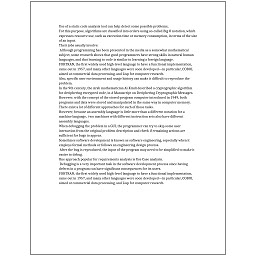 Use of a static code analysis tool can help detect some possible problems.
For this purpose algorithms are classified into orders using so-called Big O notation, which
expresses resource use, such as execution time or memory consumption, in terms of the size
of an input.
Their jobs usually involve:
Although programming has been presented in the media as a somewhat mathematical
subject, some research shows that good programmers have strong skills in natural human
languages, and that learning to code is similar to learning a foreign language.
FORTRAN, the first widely used high-level language to have a functional implementation,
came out in 1957, and many other languages were soon developed—in particular, COBOL
aimed at commercial data processing, and Lisp for computer research.
Also, specific user environment and usage history can make it difficult to reproduce the
problem.
In the 9th century, the Arab mathematician Al-Kindi described a cryptographic algorithm
for deciphering encrypted code, in A Manuscript on Deciphering Cryptographic Messages.
However, with the concept of the stored-program computer introduced in 1949, both
programs and data were stored and manipulated in the same way in computer memory.
There exist a lot of different approaches for each of those tasks.
However, because an assembly language is little more than a different notation for a
machine language, two machines with different instruction sets also have different
assembly languages.
When debugging the problem in a GUI, the programmer can try to skip some user
interaction from the original problem description and check if remaining actions are
sufficient for bugs to appear.
Sometimes software development is known as software engineering, especially when it
employs formal methods or follows an engineering design process.
After the bug is reproduced, the input of the program may need to be simplified to make it
easier to debug.
One approach popular for requirements analysis is Use Case analysis.
Debugging is a very important task in the software development process since having
defects in a program can have significant consequences for its users.
FORTRAN, the first widely used high-level language to have a functional implementation,
came out in 1957, and many other languages were soon developed—in particular, COBOL
aimed at commercial data processing, and Lisp for computer research.